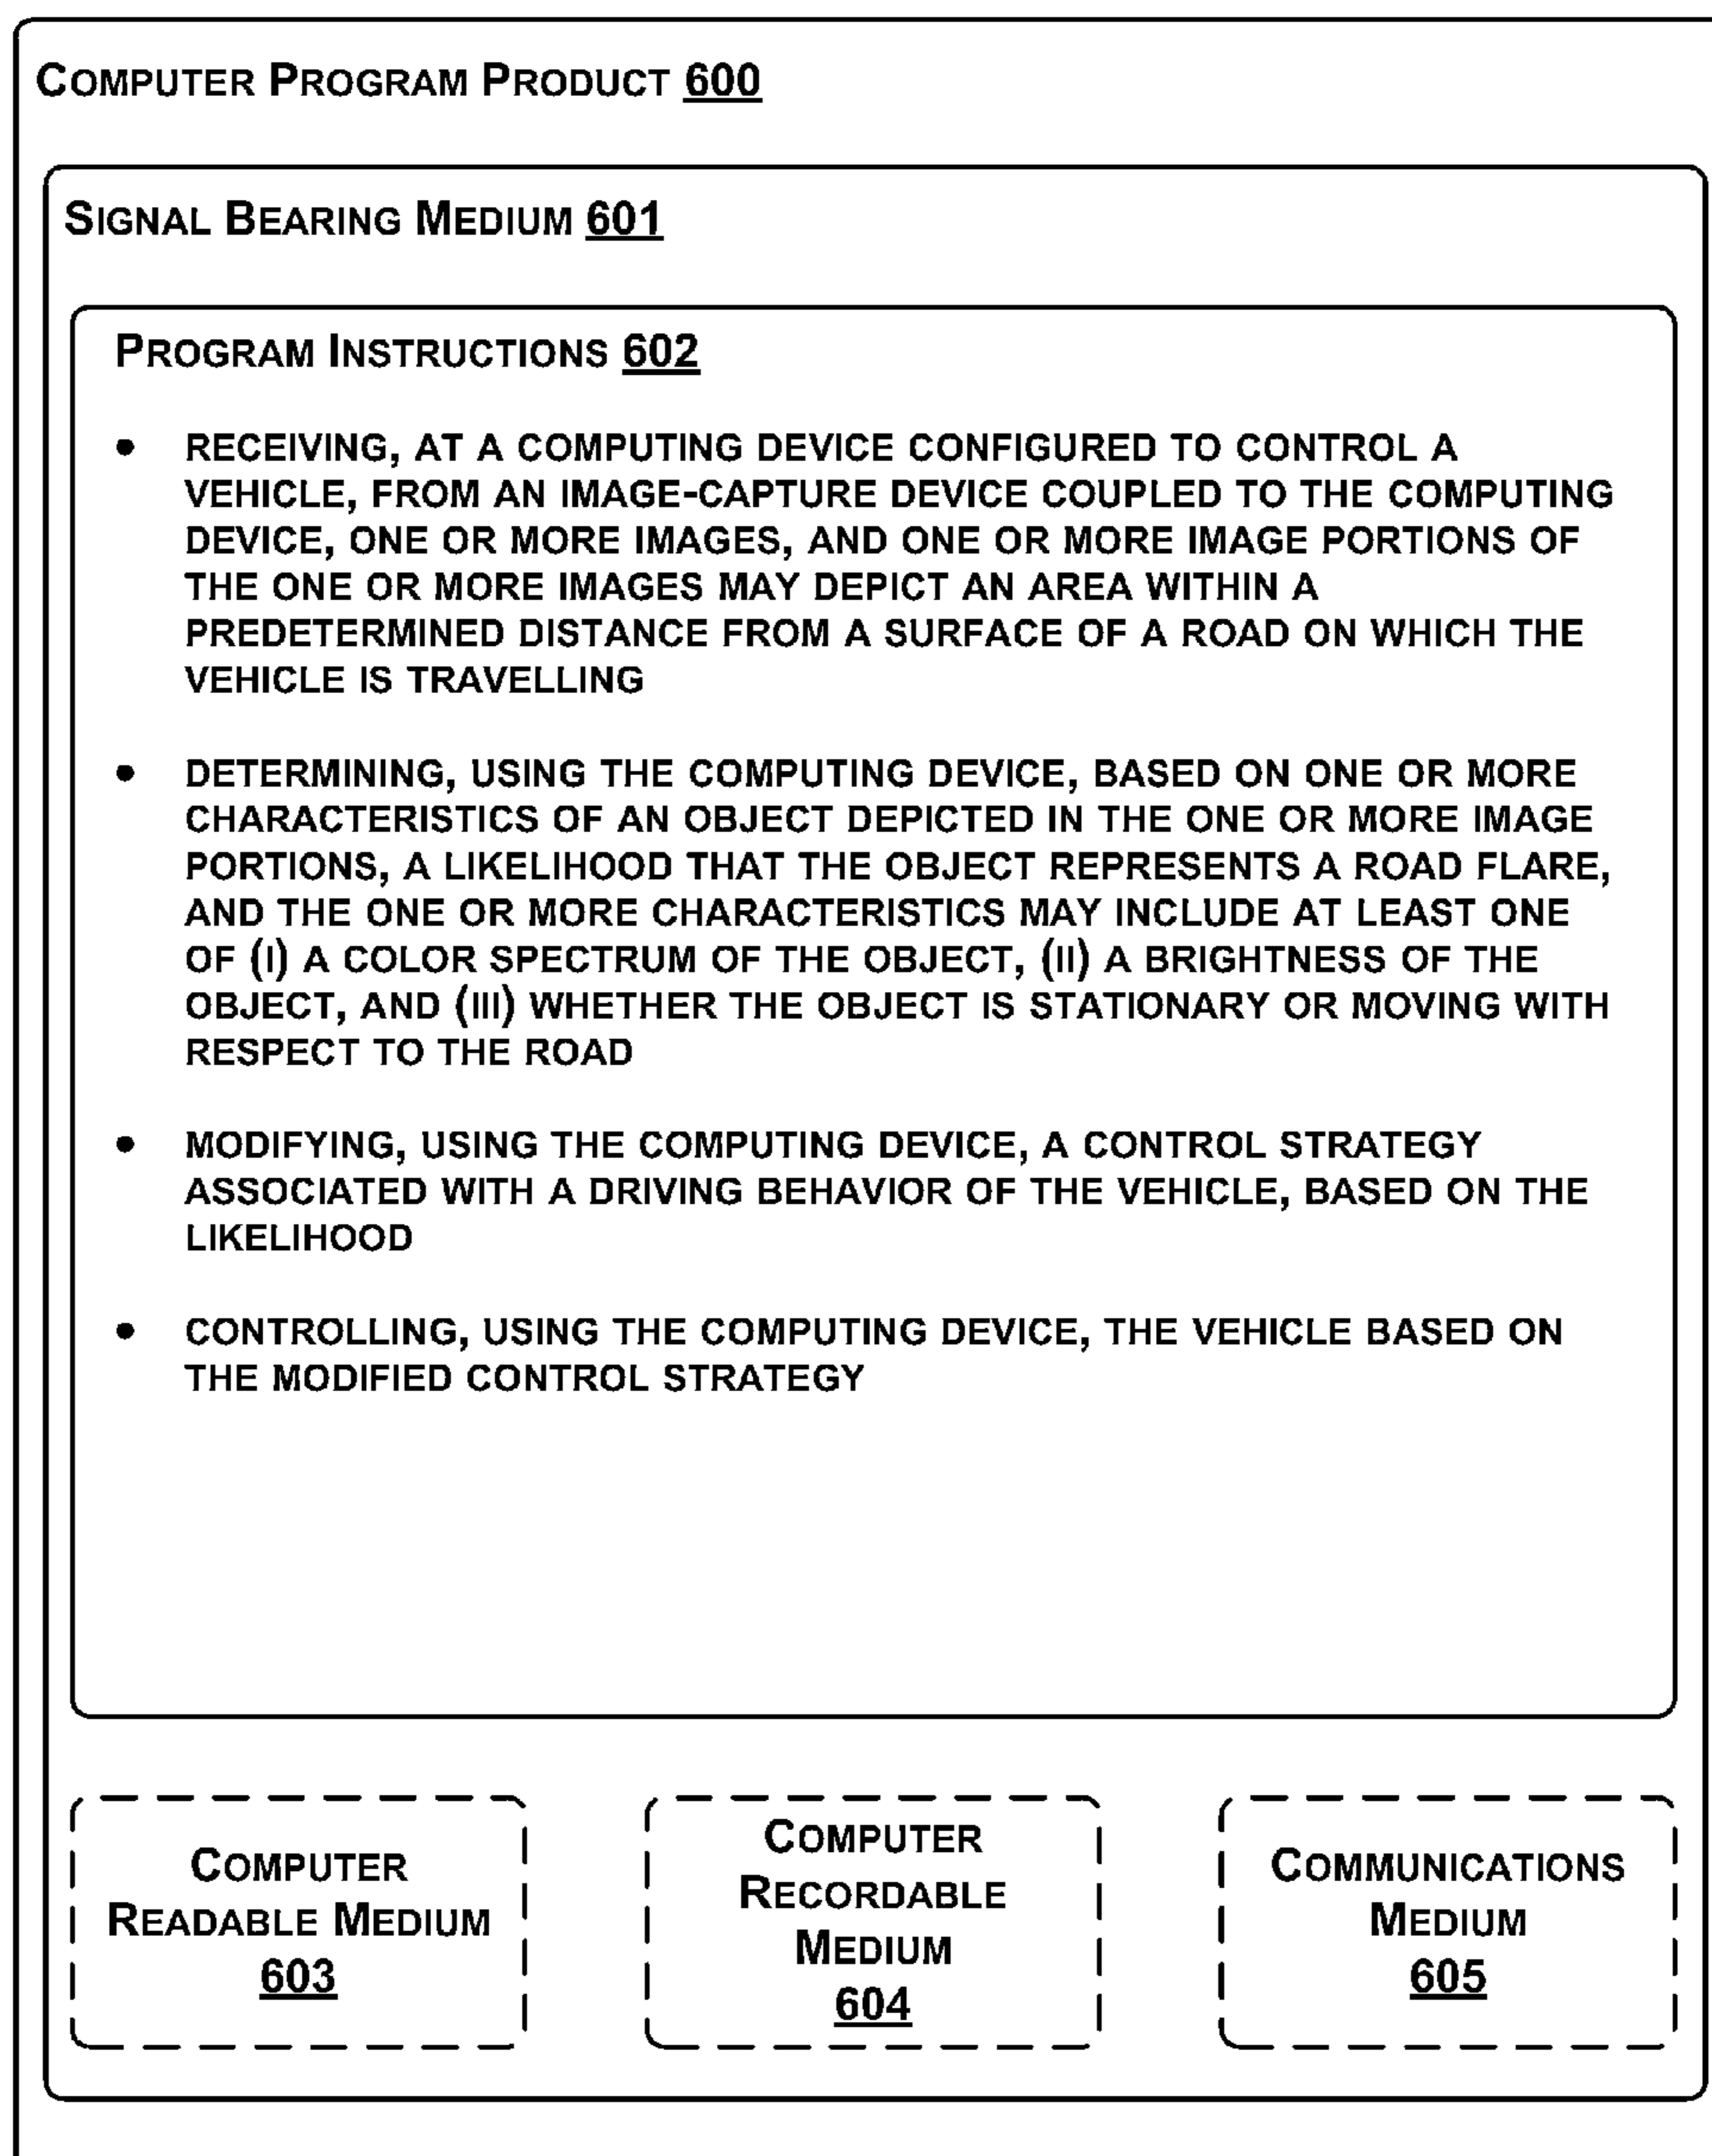 COMPUTER PROGRAM PRODUCT 600
SIGNAL BEARING MEDIUM 601
PROGRAM INSTRUCTIONS 602
• RECEIVING, AT A COMPUTING DEVICE CONFIGURED TO CONTROL A
VEHICLE, FROM AN IMAGE-CAPTURE DEVICE COUPLED TO THE COMPUTING
DEVICE, ONE OR MORE IMAGES, AND ONE OR MORE IMAGE PORTIONS OF
THE ONE OR MORE IMAGES MAY DEPICT AN AREA WITHIN A
PREDETERMINED DISTANCE FROM A SURFACE OF A ROAD ON WHICH THE
VEHICLE IS TRAVELLING
• DETERMINING, USING THE COMPUTING DEVICE, BASED ON ONE OR MORE
CHARACTERISTICS OF AN OBJECT DEPICTED IN THE ONE OR MORE IMAGE
PORTIONS, A LIKELIHOOD THAT THE OBJECT REPRESENTS A ROAD FLARE,
AND THE ONE OR MORE CHARACTERISTICS MAY INCLUDE AT LEAST ONE
OF (I) A COLOR SPECTRUM OF THE OBJECT, (II) A BRIGHTNESS OF THE
OBJECT, AND (III) WHETHER THE OBJECT IS STATIONARY OR MOVING WITH
RESPECT TO THE ROAD
• MODIFYING, USING THE COMPUTING DEVICE, A CONTROL STRATEGY
ASSOCIATED WITH A DRIVING BEHAVIOR OF THE VEHICLE, BASED ON THE
LIKELIHOOD
• CONTROLLING, USING THE COMPUTING DEVICE, THE VEHICLE BASED ON
THE MODIFIED CONTROL STRATEGY
COMPUTER
READABLE MEDIUM
603
COMPUTER
RECORDABLE
MEDIUM
604
COMMUNICATIONS
MEDIUM
605